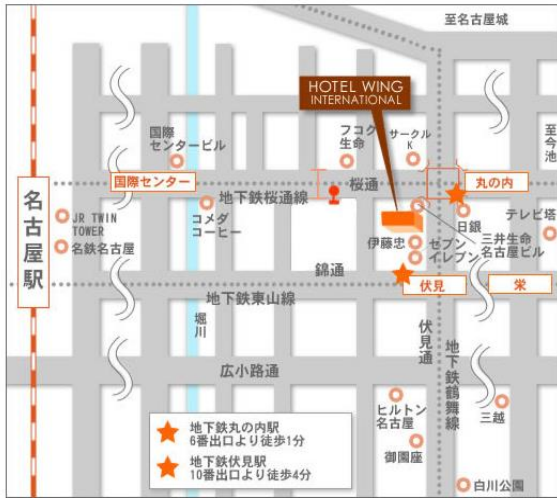 至名古屋城
HOTEL WING
INTERNATIONAL
国際
センタービル
フコク
生命
サークル
K
至今池
国際センター
桜通
丸の内
地下鉄桜通線
名古屋駅
JR TWIN
TOWER
コメダ
コーヒー
日銀
テレビ塔
名鉄名古屋
伊藤忠
セブン
イレブン
三井生命
名古屋ビル
錦通
伏見
栄
地下鉄東山線
堀川
伏見通
地下鉄鶴舞線
広小路通
ヒルトン
名古屋
三越
御園座
白川公園
地下鉄丸の内駅
6番出口より徒歩1分
地下鉄伏見駅
10番出口より徒歩4分